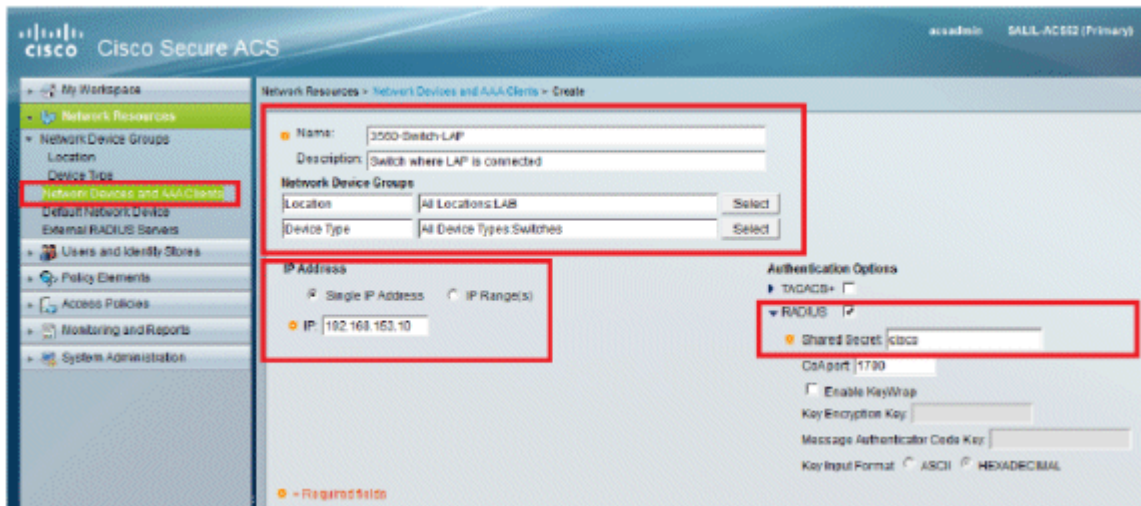 cisco Cisco Secure ACS
acsadmin SALIL-ACS52 (Primary)
My Workspace
Network Resources
Network Device Groups
Location
Device Type
Network Devices and AAA Clients
Default Network Device
External RADIUS Servers
Users and Identity Stores
Policy Elements
Access Policies
Monitoring and Reports
System Administration
Network Resources > Network Devices and AAA Clients > Create
Name: 3560-Switch-LAP
Description: Switch where LAP is connected
Network Device Groups
Location All Locations:LAB Select
Device Type All Device Types:Switches Select
IP Address
Single IP Address IP Range(s)
IP: 192.168.153.10
Authentication Options
TACACS+
RADIUS
Shared Secret: cisco
CoA port: 1700
Enable KeyWrap
Key Encryption Key:
Message Authenticator Code Key:
Key Input Format ASCII HEXADECIMAL
= Required fields